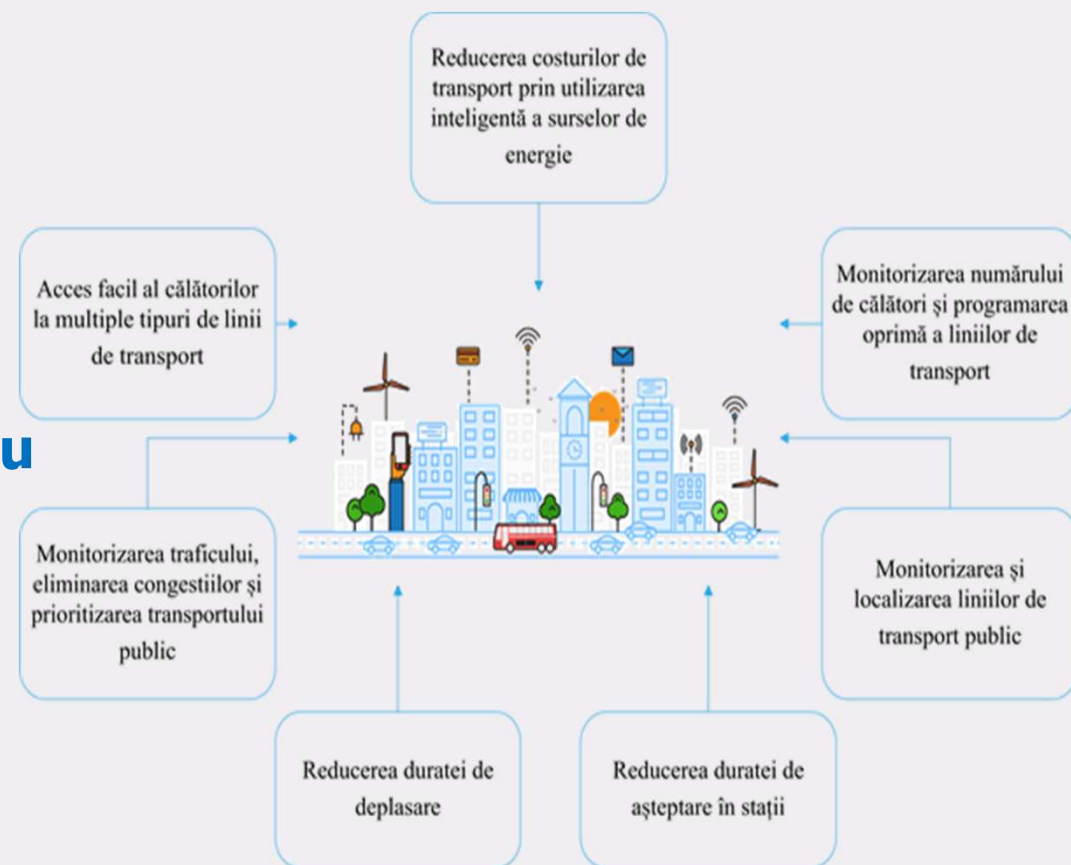 Reducerea costurilor de
transport prin utilizarea
inteligentă a surselor de
energie
Acces facil al călătorilor
la multiple tipuri de linii
de transport
Monitorizarea numărului
de călători și programarea
oprimă a liniilor de
transport
u
Monitorizarea traficului,
eliminarea congestiilor și
prioritizarea transportului
public
Monitorizarea și
localizarea liniilor de
transport public
Reducerea duratei de
deplasare
Reducerea duratei de
așteptare în stații